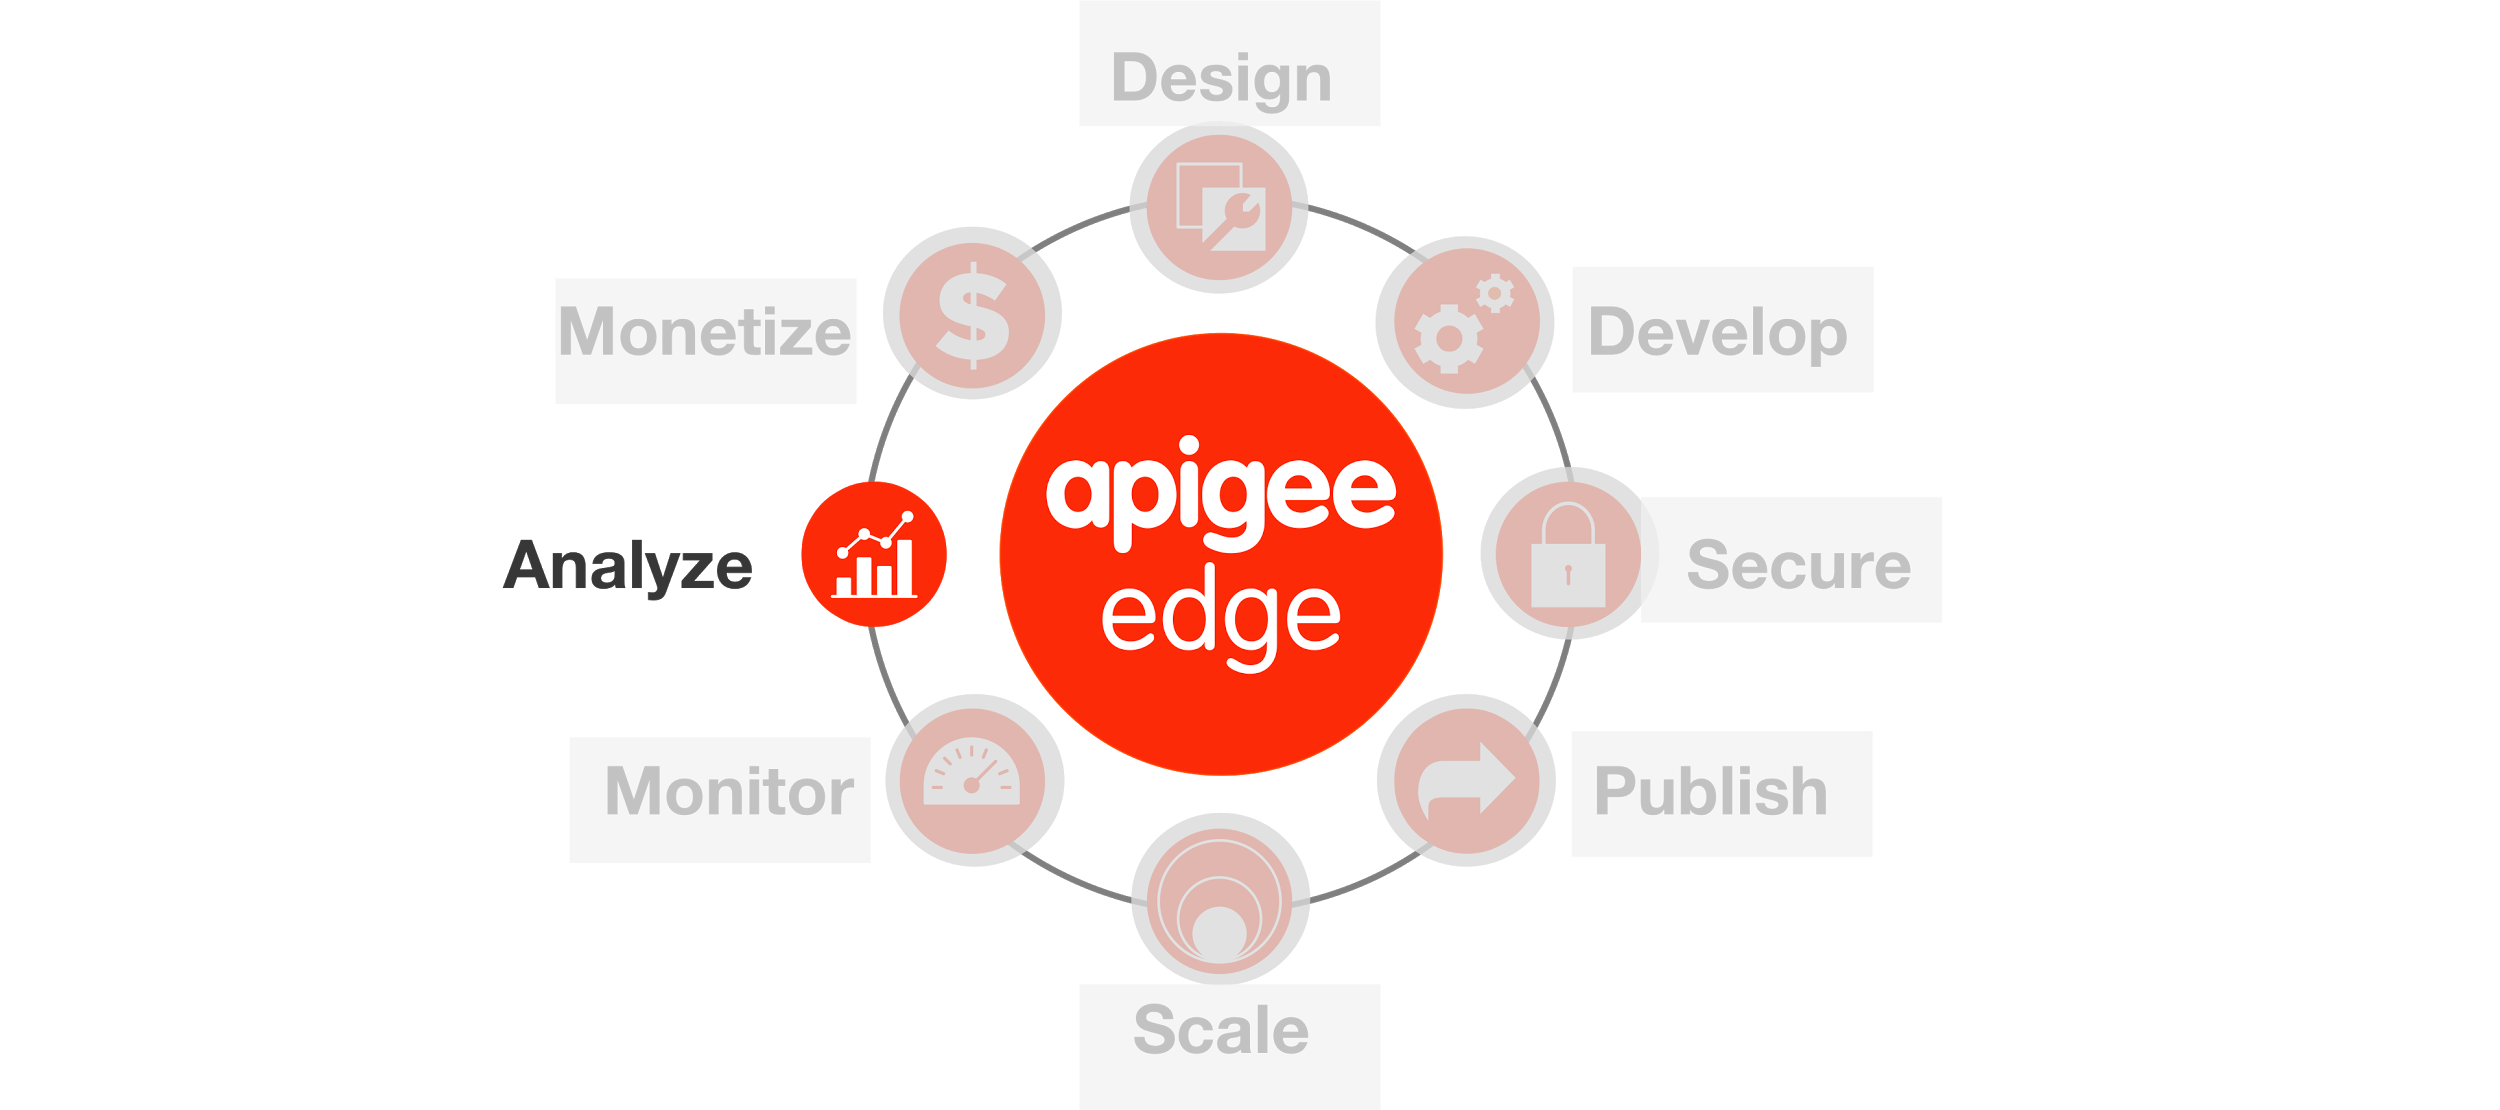 Design
Monetize
Develop
apigee
edge
Analyze
Secure
Monitor
Publish
Scale